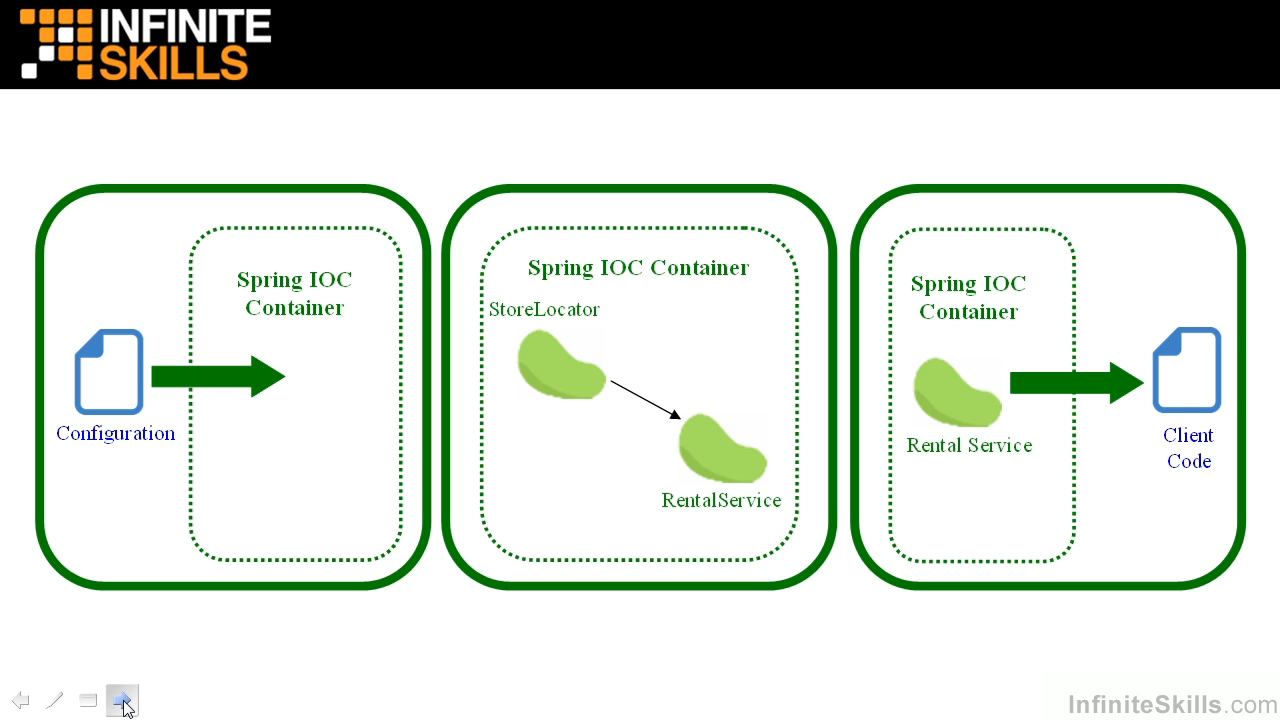 INFINITE
SKILLS
Spring IOC
Container
Configuration
Spring IOC Container
StoreLocator
RentalService
Spring IOC
Container
Rental Service
Client
Code
InfiniteSkills.com